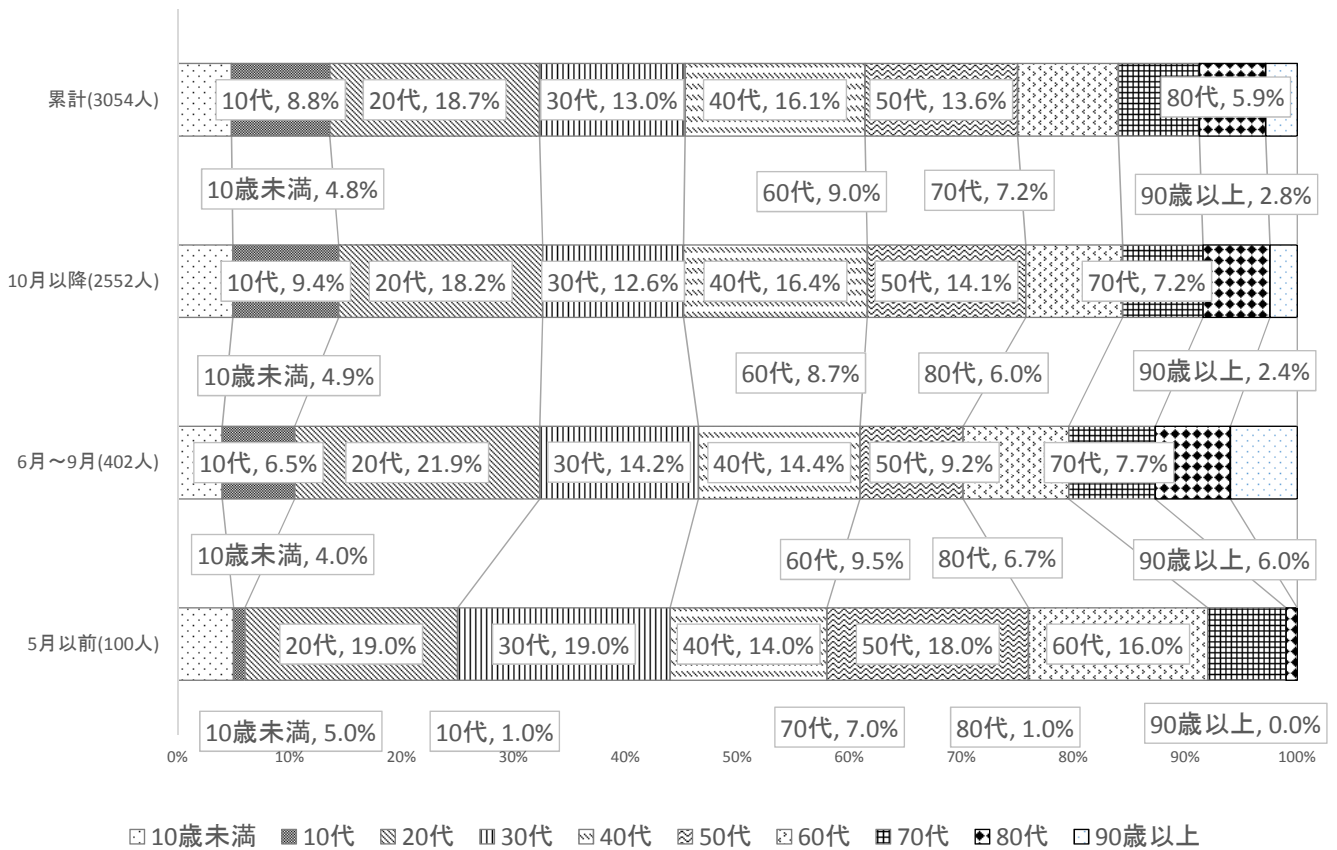 累計(3054人)
10代, 8.8%
20代, 18.7%
30代, 13.0%
40代, 16.1%
50代, 13.6%
80代, 5.9%
10歳未満, 4.8%
60代, 9.0%
70代, 7.2%
90歳以上, 2.8%
10月以降(2552人)
10代, 9.4%
20代, 18.2%
30代, 12.6%
40代, 16.4%
50代, 14.1%
70代, 7.2%
10歳未満, 4.9%
60代, 8.7%
80代, 6.0%
90歳以上, 2.4%
6月～9月(402人)
10代, 6.5%
20代, 21.9%
30代, 14.2%
40代, 14.4%
50代, 9.2%
70代, 7.7%
10歳未満, 4.0%
60代, 9.5%
80代, 6.7%
90歳以上, 6.0%
5月以前(100人)
20代, 19.0%
30代, 19.0%
40代, 14.0%
50代, 18.0%
60代, 16.0%
10歳未満, 5.0%
10代, 1.0%
70代, 7.0%
80代, 1.0%
90歳以上, 0.0%
0% 10% 20% 30% 40% 50% 60% 70% 80% 90% 100%
10歳未満 10代 20代 30代 40代 50代 60代 70代 80代 90歳以上